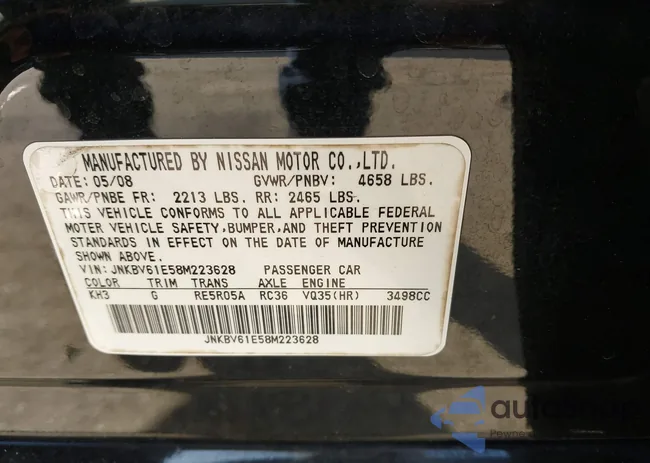 MANUFACTURED BY NISSAN MOTOR CO.,LTD.
DATE: 05/08 GVWR/PNBV: 4658 LBS.
GAWR/PNBE FR: 2213 LBS. RR: 2465 LBS.
THIS VEHICLE CONFORMS TO ALL APPLICABLE FEDERAL
MOTOR VEHICLE SAFETY, BUMPER, AND THEFT PREVENTION
STANDARDS IN EFFECT ON THE DATE OF MANUFACTURE
SHOWN ABOVE.
VIN: JNKBV61E58M223628 PASSENGER CAR
COLOR TRIM TRANS AXLE ENGINE
KH3 G RE5R05A RC36 VQ35(HR) 3498CC
JNKBV61E58M223628
Powered